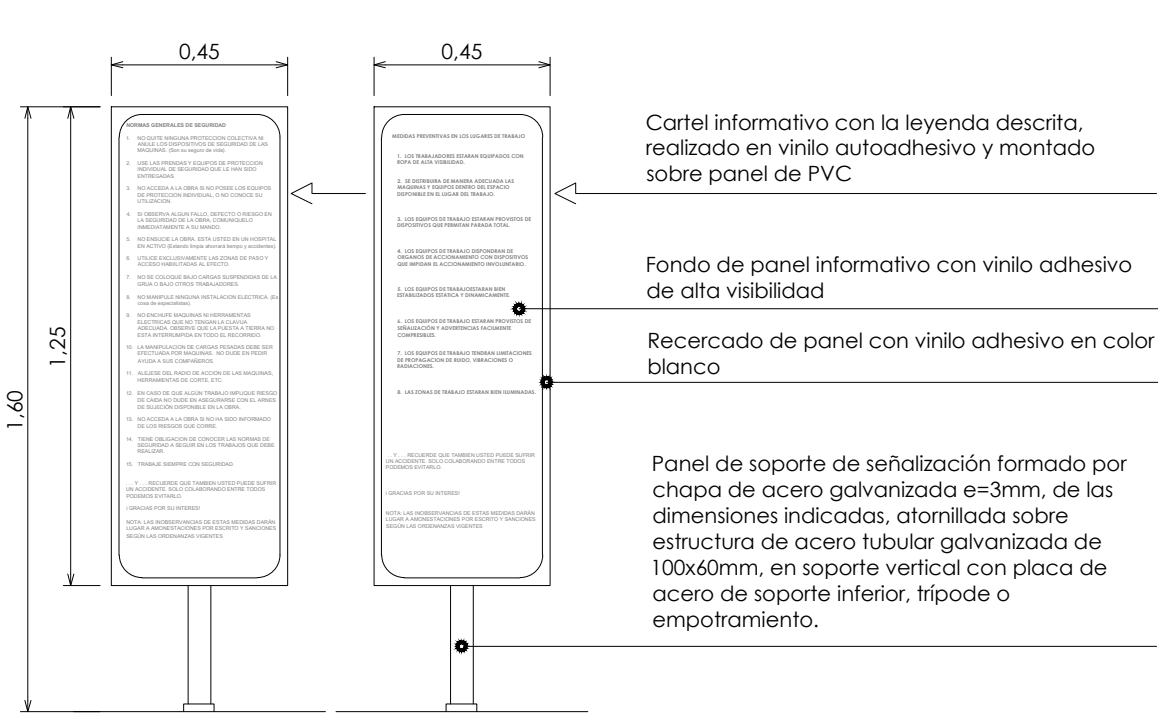 0,45
0,45
1,60
1,25
NORMAS GENERALES DE SEGURIDAD
1. NO QUITE NINGUNA PROTECCION COLECTIVA NI
ANULE LOS DISPOSITIVOS DE SEGURIDAD DE LAS
MAQUINAS. (Son su seguro de vida).
2. USE LAS PRENDAS Y EQUIPOS DE PROTECCION
INDIVIDUAL DE SEGURIDAD QUE LE HAN SIDO
ENTREGADAS
3. NO ACCEDA A LA OBRA SI NO POSEE LOS EQUIPOS
DE PROTECCION INDIVIDUAL, O NO CONOCE SU
UTILIZACION.
4. SI OBSERVA ALGUN FALLO, DEFECTO O RIESGO EN
LA SEGURIDAD DE LA OBRA, COMUNIQUELO
INMEDIATAMENTE A SU MANDO.
5. NO ENSUCIE LA OBRA. ESTA USTED EN UN HOSPITAL
EN ACTIVO (Estando limpia ahorrará tiempo y accidentes).
6. UTILICE EXCLUSIVAMENTE LAS ZONAS DE PASO Y
ACCESO HABILITADAS AL EFECTO.
7. NO SE COLOQUE BAJO CARGAS SUSPENDIDAS DE LA
GRUA O BAJO OTROS TRABAJADORES.
8. NO MANIPULE NINGUNA INSTALACION ELECTRICA. (Es
cosa de especialistas).
9. NO ENCHUFE MAQUINAS NI HERRAMIENTAS
ELECTRICAS QUE NO TENGAN LA CLAVIJA
ADECUADA. OBSERVE QUE LA PUESTA A TIERRA NO
ESTA INTERRUMPIDA EN TODO EL RECORRIDO.
10. LA MANIPULACION DE CARGAS PESADAS DEBE SER
EFECTUADA POR MAQUINAS. NO DUDE EN PEDIR
AYUDA A SUS COMPAÑEROS.
11. ALEJESE DEL RADIO DE ACCION DE LAS MAQUINAS,
HERRAMIENTAS DE CORTE, ETC
12. EN CASO DE QUE ALGÚN TRABAJO IMPLIQUE RIESGO
DE CAIDA NO DUDE EN ASEGURARSE CON EL ARNES
DE SUJECIÓN DISPONIBLE EN LA OBRA.
13. NO ACCEDA A LA OBRA SI NO HA SIDO INFORMADO
DE LOS RIESGOS QUE CORRE.
14. TIENE OBLIGACION DE CONOCER LAS NORMAS DE
SEGURIDAD A SEGUIR EN LOS TRABAJOS QUE DEBE
REALIZAR.
15. TRABAJE SIEMPRE CON SEGURIDAD
. . . Y . . . RECUERDE QUE TAMBIEN USTED PUEDE SUFRIR
UN ACCIDENTE. SOLO COLABORANDO ENTRE TODOS
PODEMOS EVITARLO.
¡ GRACIAS POR SU INTERES!
NOTA: LAS INOBSERVANCIAS DE ESTAS MEDIDAS DARÁN
LUGAR A AMONESTACIONES POR ESCRITO Y SANCIONES
SEGÚN LAS ORDENANZAS VIGENTES
MEDIDAS PREVENTIVAS EN LOS LUGARES DE TRABAJO
1. LOS TRABAJADORES ESTARAN EQUIPADOS CON
ROPA DE ALTA VISIBILIDAD.
2. SE DISTRIBUIRA DE MANERA ADECUADA LAS
MAQUINAS Y EQUIPOS DENTRO DEL ESPACIO
DISPONIBLE EN EL LUGAR DEL TRABAJO.
3. LOS EQUIPOS DE TRABAJO ESTARAN PROVISTOS DE
DISPOSITIVOS QUE PERMITAN PARADA TOTAL.
4. LOS EQUIPOS DE TRABAJO DISPONDRAN DE
ORGANOS DE ACCIONAMIENTO CON DISPOSITIVOS
QUE IMPIDAN EL ACCIONAMIENTO INVOLUNTARIO.
5. LOS EQUIPOS DE TRABAJOESTARAN BIEN
ESTABILIZADOS ESTATICA Y DINAMICAMENTE.
6. LOS EQUIPOS DE TRABAJO ESTARAN PROVISTOS DE
SEÑALIZACIÓN Y ADVERTENCIAS FACILMENTE
COMPRESIBLES.
7. LOS EQUIPOS DE TRABAJO TENDRAN LIMITACIONES
DE PROPAGACION DE RUIDO, VIBRACIONES O
RADIACIONES.
8. LAS ZONAS DE TRABAJO ESTARAN BIEN ILUMINADAS.
. . . Y . . . RECUERDE QUE TAMBIEN USTED PUEDE SUFRIR
UN ACCIDENTE. SOLO COLABORANDO ENTRE TODOS
PODEMOS EVITARLO.
¡ GRACIAS POR SU INTERES!
NOTA: LAS INOBSERVANCIAS DE ESTAS MEDIDAS DARÁN
LUGAR A AMONESTACIONES POR ESCRITO Y SANCIONES
SEGÚN LAS ORDENANZAS VIGENTES
Cartel informativo con la leyenda descrita,
realizado en vinilo autoadhesivo y montado
sobre panel de PVC
Fondo de panel informativo con vinilo adhesivo
de alta visibilidad
Recercado de panel con vinilo adhesivo en color
blanco
Panel de soporte de señalización formado por
chapa de acero galvanizada e=3mm, de las
dimensiones indicadas, atornillada sobre
estructura de acero tubular galvanizada de
100x60mm, en soporte vertical con placa de
acero de soporte inferior, trípode o
empotramiento.